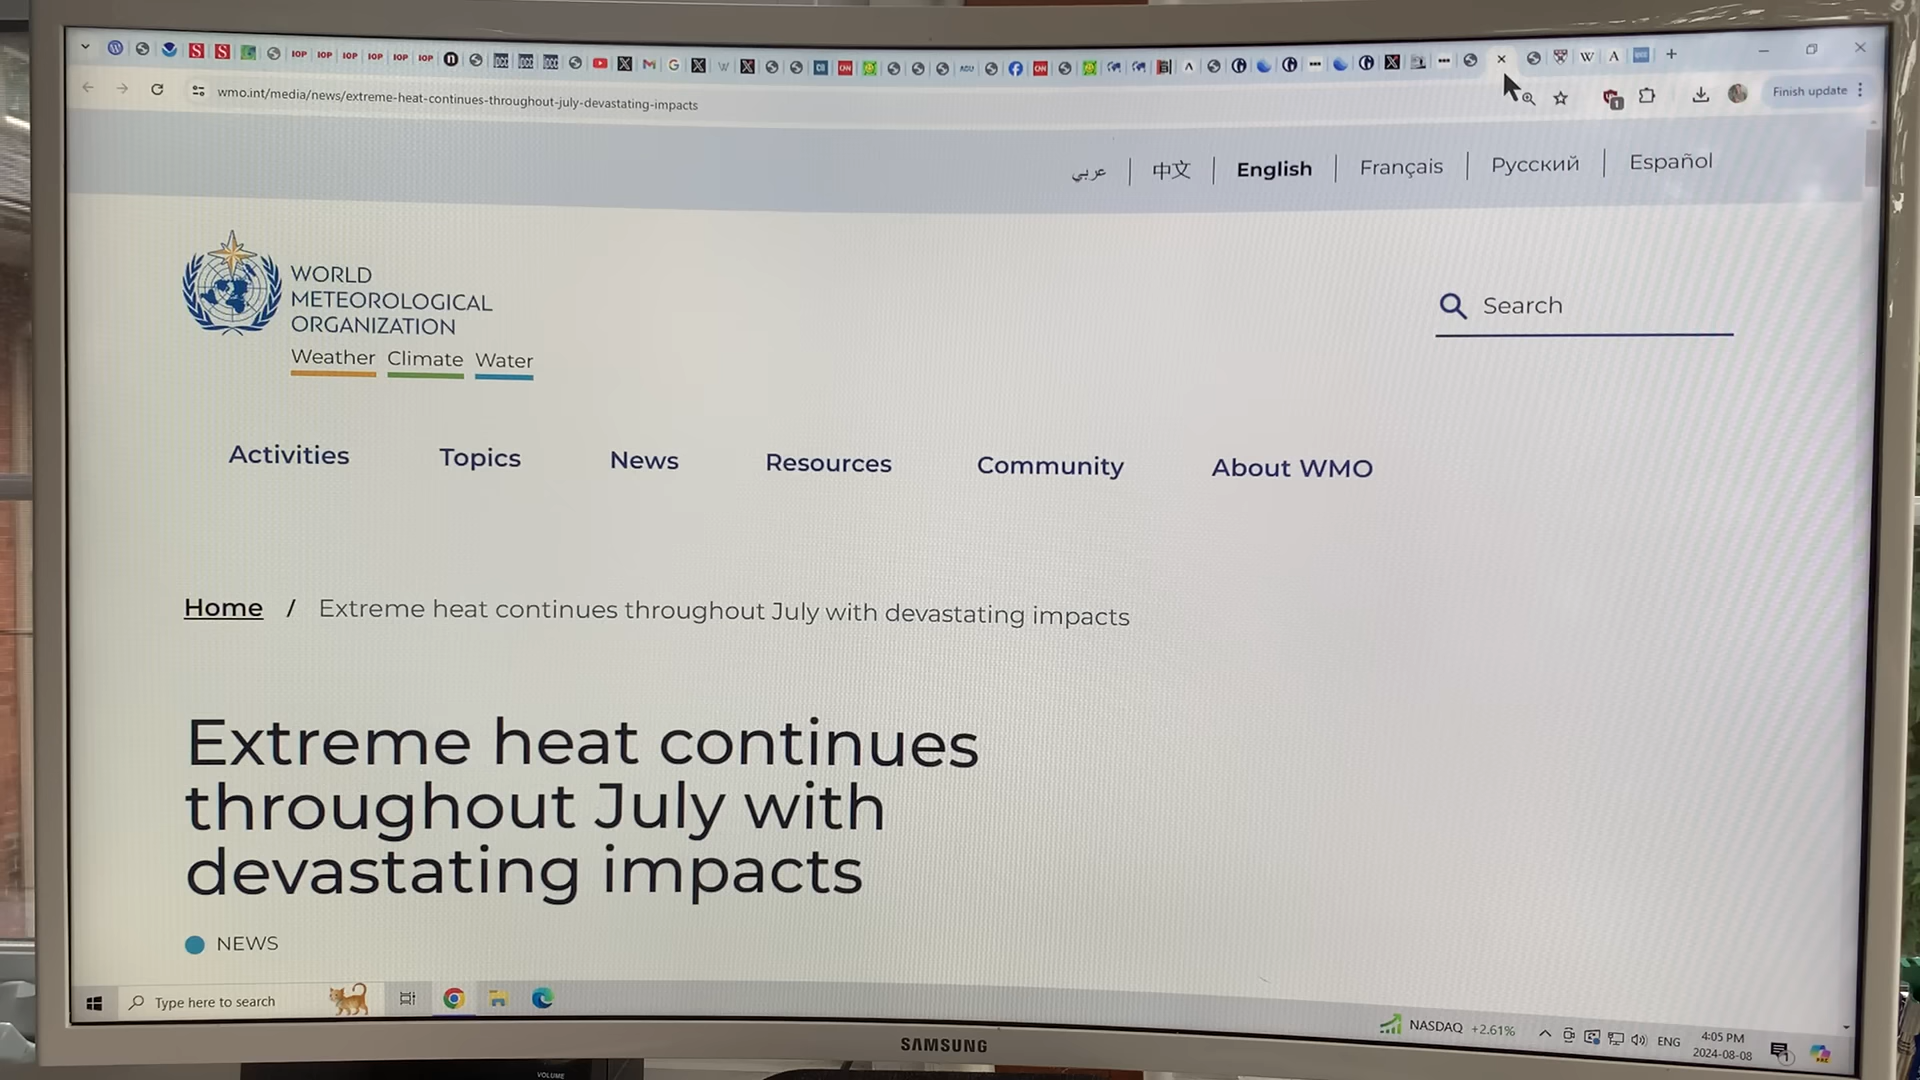 wmo.int/media/news/extreme-heat-continues-throughout-july-devastating-impacts
Finish update
عربي
中文
English
Français
Русский
Español
WORLD
METEOROLOGICAL
ORGANIZATION
Weather Climate Water
Search
Activities
Topics
News
Resources
Community
About WMO
Home / Extreme heat continues throughout July with devastating impacts
Extreme heat continues
throughout July with
devastating impacts
NEWS
Type here to search
NASDAQ +2.61%
ENG
4:05 PM
2024-08-08
SAMSUNG
VOLUME